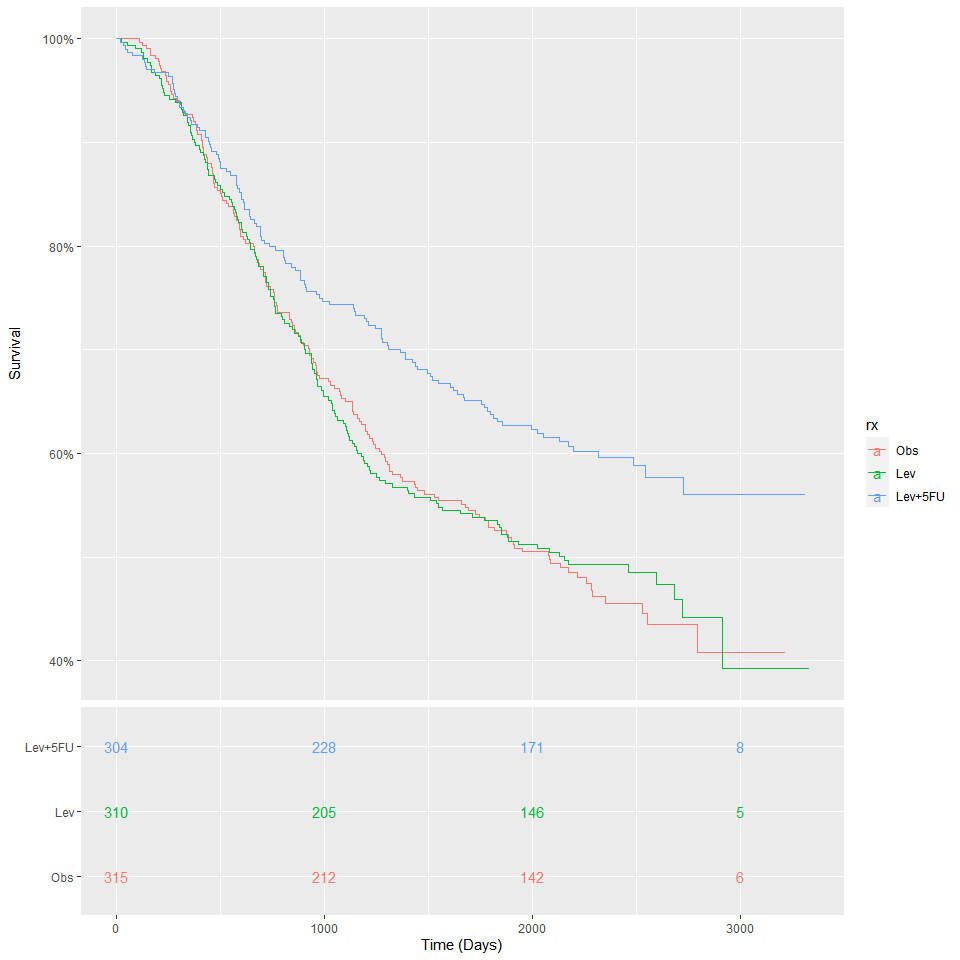 100%
80%
60%
40%
Survival
rx
a Obs
a Lev
a Lev+5FU
Lev+5FU 304 228 171 8
Lev 310 205 146 5
Obs 315 212 142 6
0 1000 2000 3000
Time (Days)